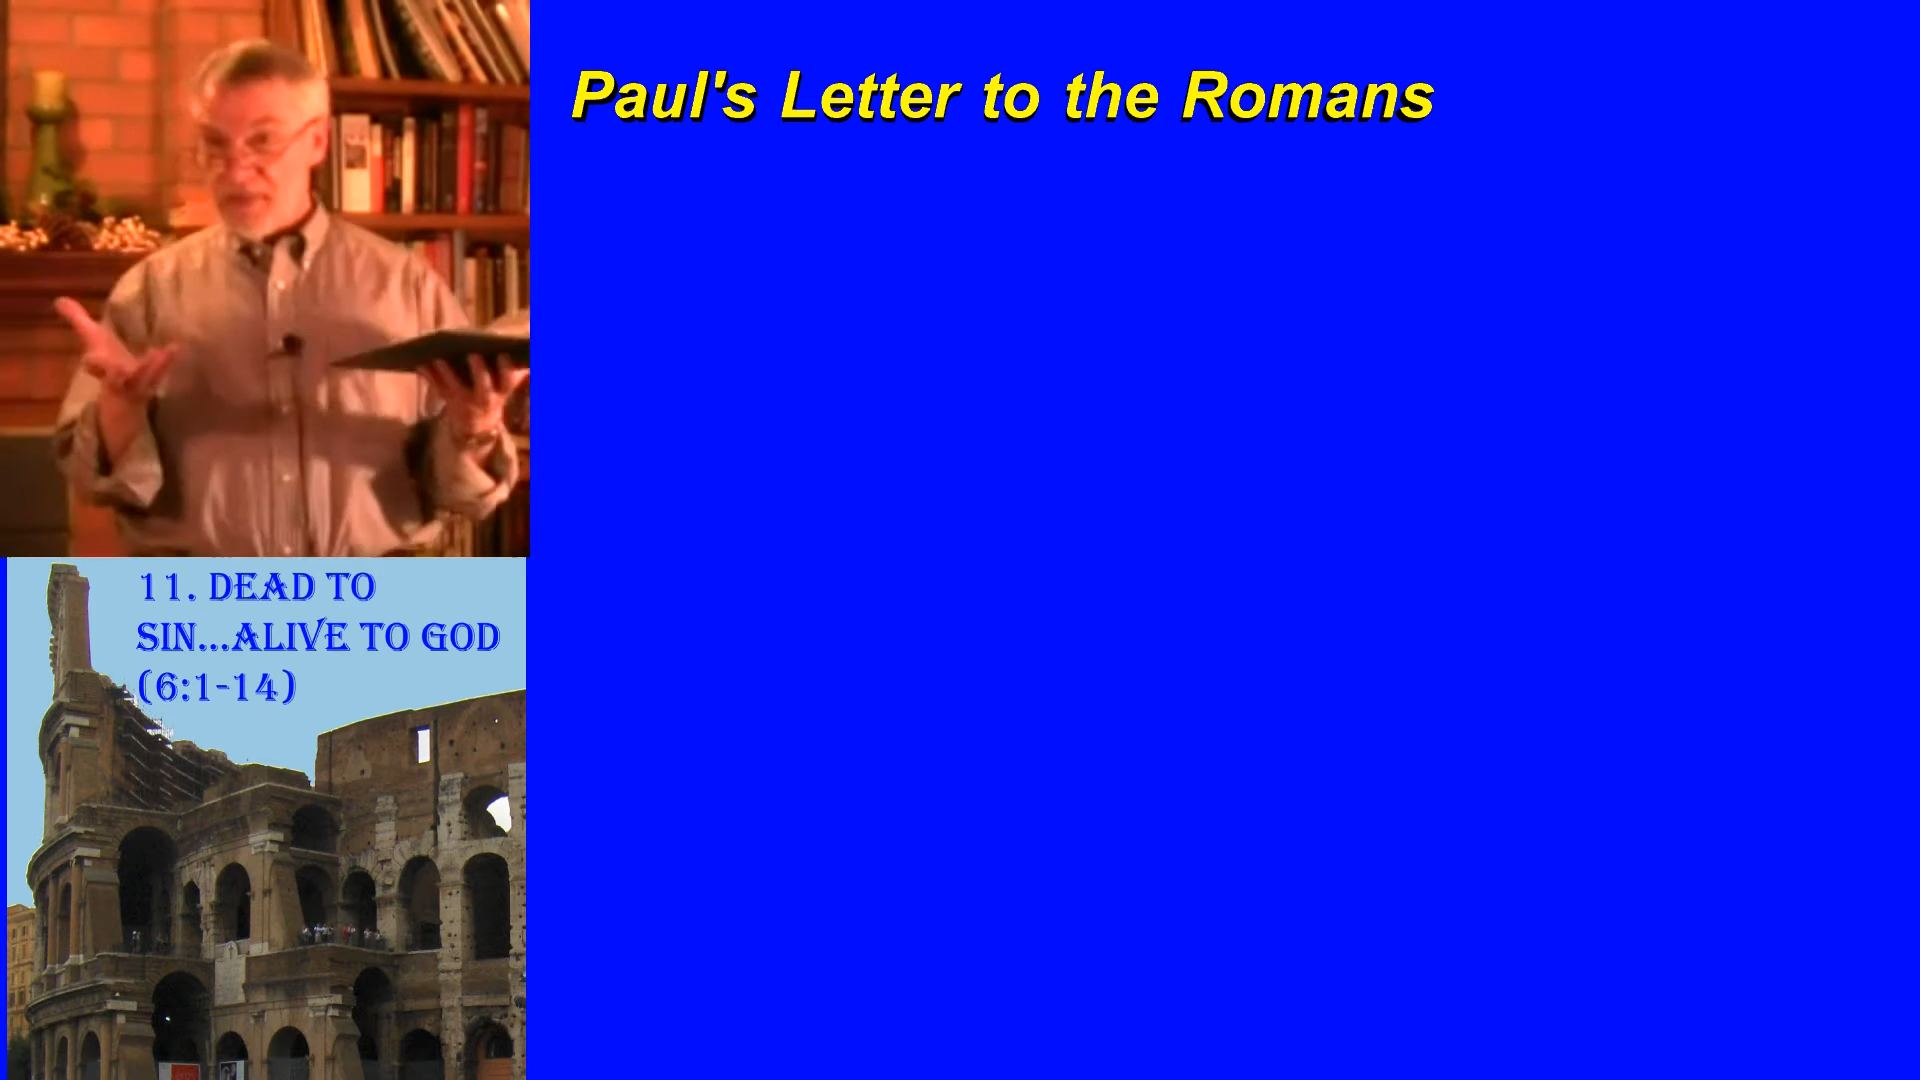 Paul's Letter to the Romans
11. DEAD TO
SIN...ALIVE TO GOD
(6:1-14)